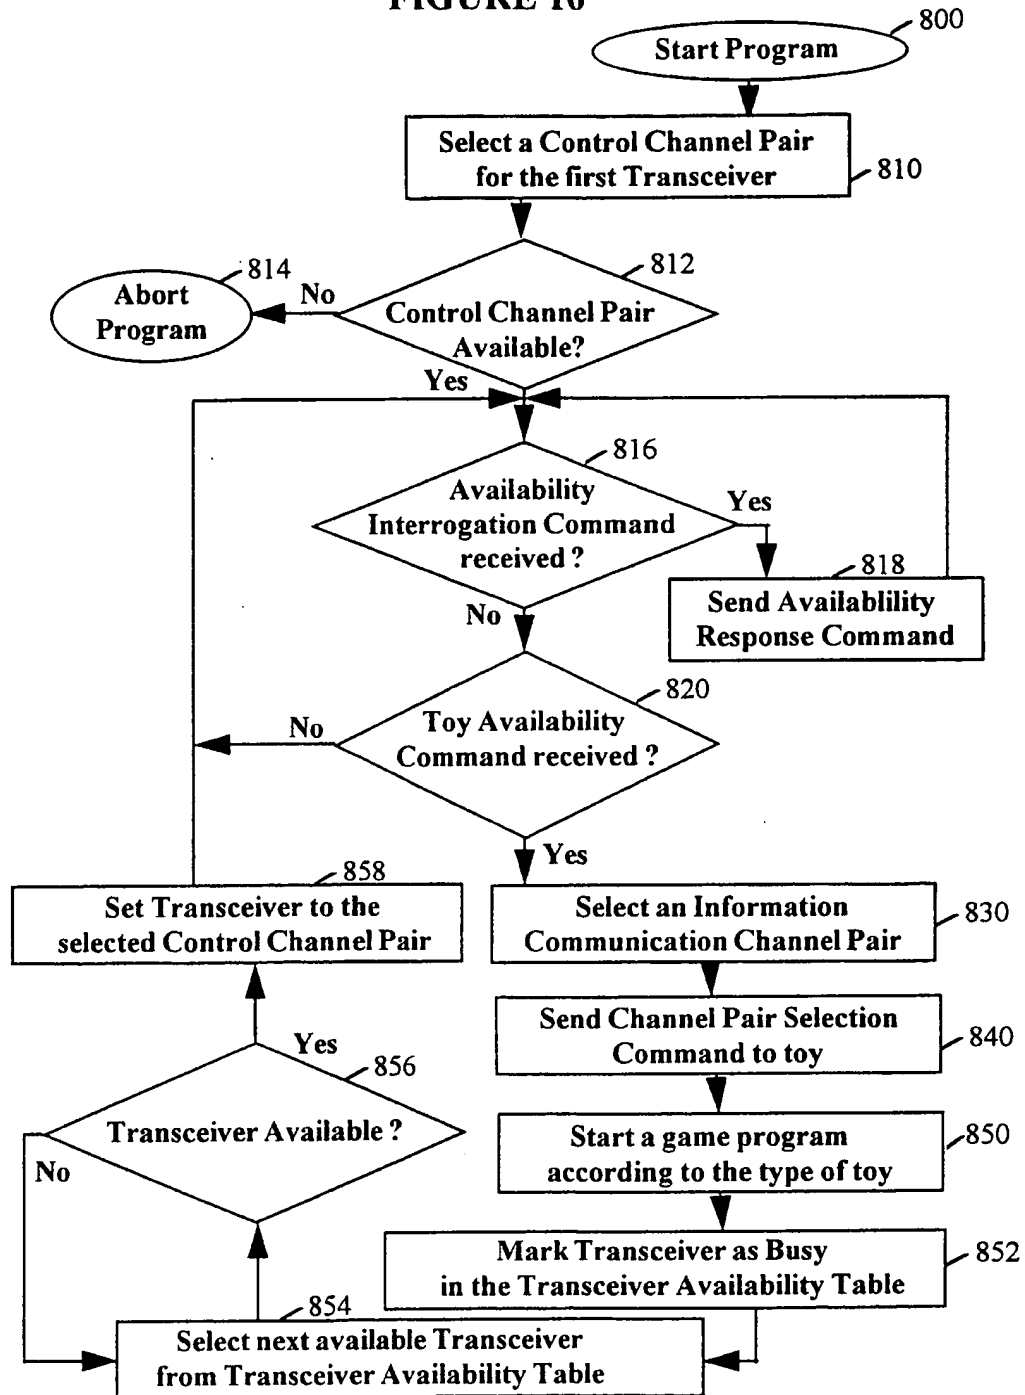 FIGURE 16
800
Start Program
Select a Control Channel Pair
for the first Transceiver
810
812
814
Abort
Program
No
Control Channel Pair
Available?
Yes
816
Availability
Interrogation Command
received ?
Yes
818
Send Availablility
Response Command
No
820
Toy Availability
Command received ?
No
Yes
858
Set Transceiver to the
selected Control Channel Pair
Select an Information
Communication Channel Pair
830
Send Channel Pair Selection
Command to toy
840
Yes
856
Transceiver Available ?
No
Start a game program
according to the type of toy
850
Mark Transceiver as Busy
in the Transceiver Availability Table
852
854
Select next available Transceiver
from Transceiver Availability Table